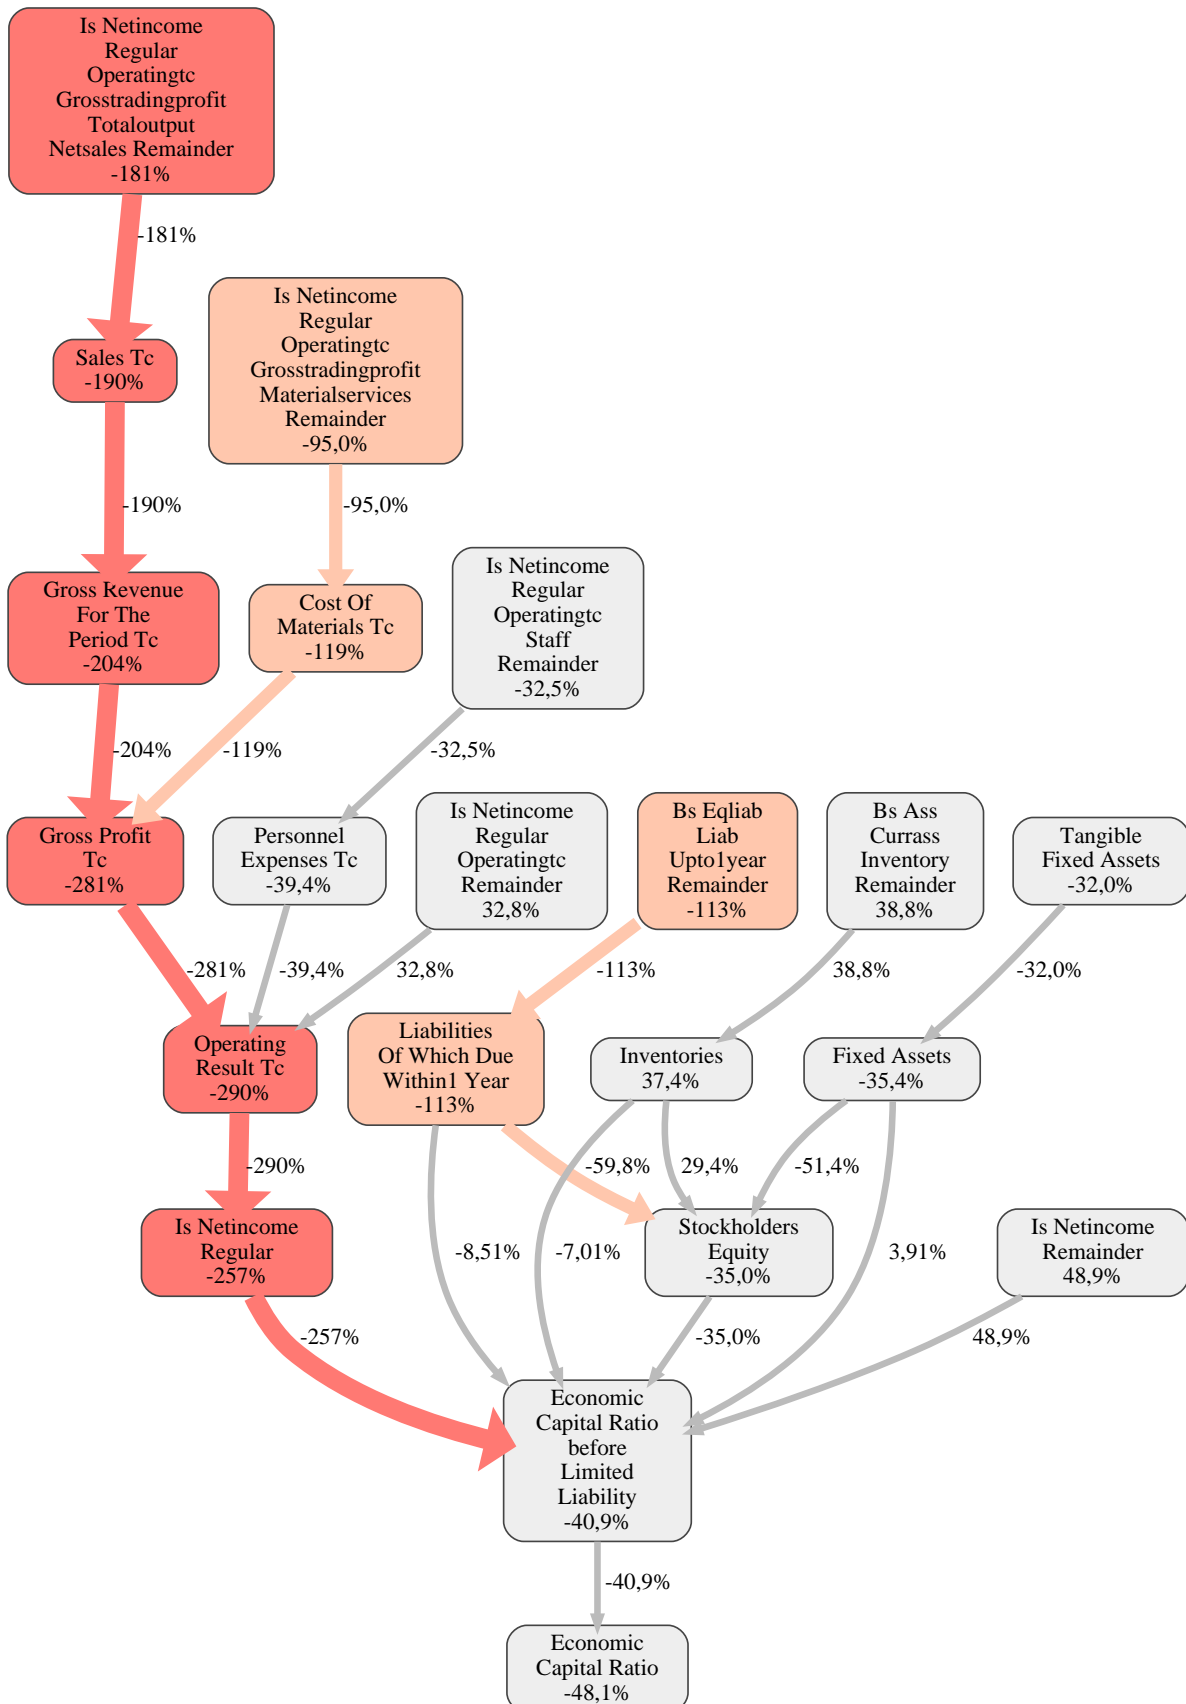 Is Netincome
Regular
Operatingtc
Grosstradingprofit
Totaloutput
Netsales Remainder
-181%
-181%
Is Netincome
Regular
Operatingtc
Grosstradingprofit
Materialservices
Remainder
-95,0%
Sales Tc
-190%
-190%
-95,0%
Is Netincome
Regular
Operatingtc
Staff
Remainder
-32,5%
Gross Revenue
For The
Period Tc
-204%
Cost Of
Materials Tc
-119%
-204%
-119%
-32,5%
Gross Profit
Tc
-281%
Personnel
Expenses Tc
-39,4%
Is Netincome
Regular
Operatingtc
Remainder
32,8%
Bs Eqliab
Liab
Upto1year
Remainder
-113%
Bs Ass
Currass
Inventory
Remainder
38,8%
Tangible
Fixed Assets
-32,0%
-281%
-39,4%
32,8%
-113%
38,8%
-32,0%
Operating
Result Tc
-290%
Liabilities
Of Which Due
Within1 Year
-113%
Inventories
37,4%
Fixed Assets
-35,4%
-290%
-59,8%
29,4%
-51,4%
Is Netincome
Regular
-257%
-8,51%
-7,01%
Stockholders
Equity
-35,0%
3,91%
Is Netincome
Remainder
48,9%
-257%
-35,0%
48,9%
Economic
Capital Ratio
before
Limited
Liability
-40,9%
-40,9%
Economic
Capital Ratio
-48,1%